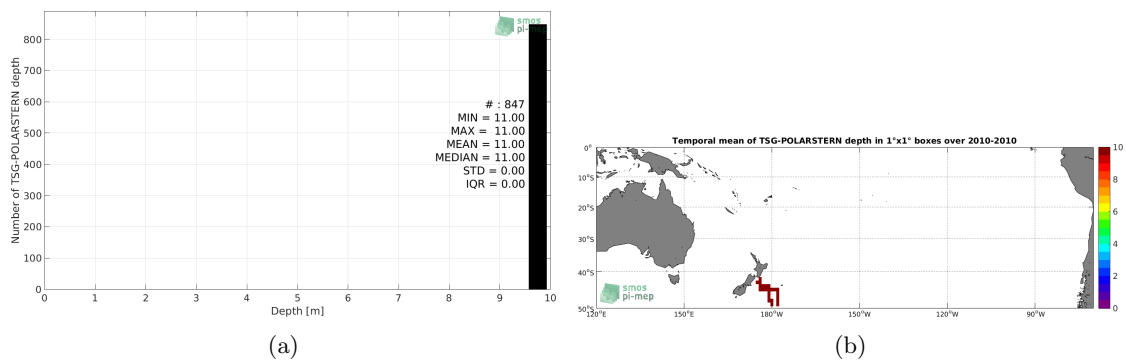 smos
pi-mep
Number of TSG-POLARSTERN depth
800
700
600
500
400
300
200
100
0
# : 847
MIN = 11.00
MAX = 11.00
MEAN = 11.00
MEDIAN = 11.00
STD = 0.00
IQR = 0.00
0 1 2 3 4 5 6 7 8 9 10
Depth [m]
(a)
Temporal mean of TSG-POLARSTERN depth in 1°x1° boxes over 2010-2010
0°
10°S
20°S
30°S
40°S
50°S
120°E 150°E 180°W 150°W 120°W 90°W
smos
pi-mep
10
8
6
4
2
0
(b)